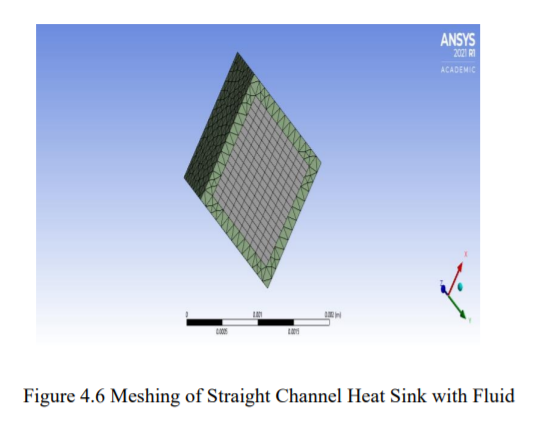 ANSYS
2021 R1
ACADEMIC
X
Z
Y
0 0.001 0.002 (m)
0.0005 0.0015
Figure 4.6 Meshing of Straight Channel Heat Sink with Fluid